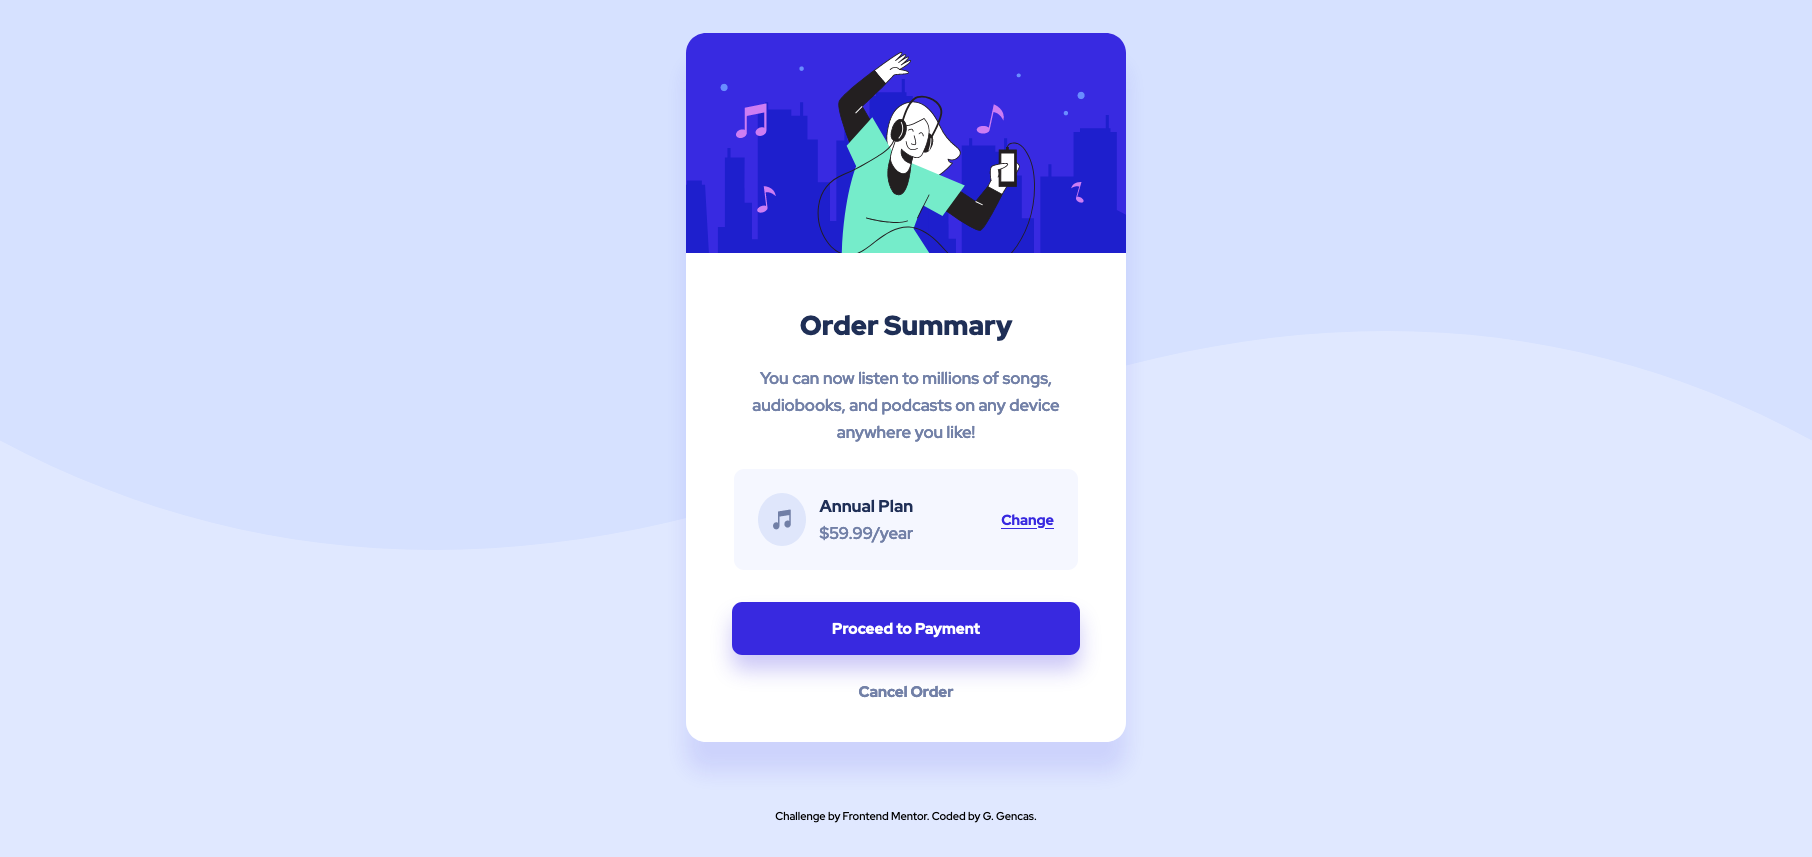 Order Summary
You can now listen to millions of songs,
audiobooks, and podcasts on any device
anywhere you like!
Annual Plan
$59.99/year
Change
Proceed to Payment
Cancel Order
Challenge by Frontend Mentor. Coded by G. Gencas.